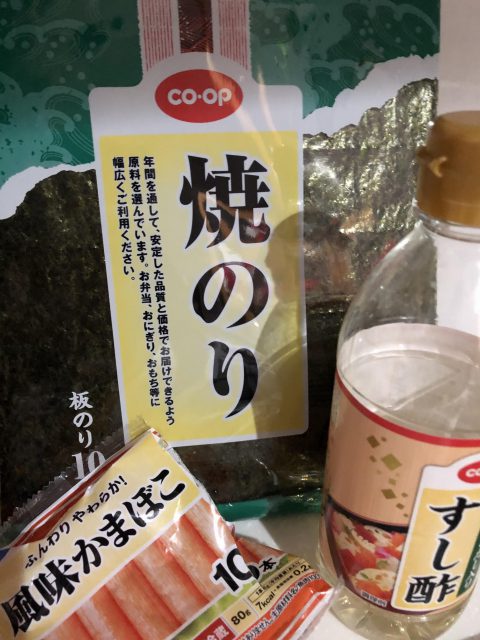 CO·OP
焼のり
年間を通して、安定した品質と価格でお届けできるよう
原料を選んでいます。お弁当、おにぎり、おもち等に
幅広くご利用ください。
板のり10
ふんわりやわらか!
風味かまぼこ
10本
80g
7kcal
CO·OP
すし酢